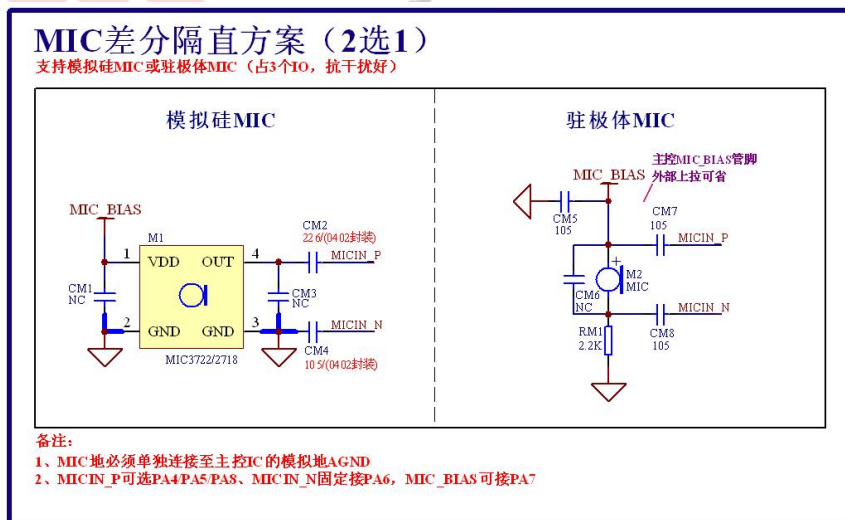 MIC差分隔直方案（2选1）
支持模拟硅MIC或驻极体MIC（占3个IO，抗干扰好）
模拟硅MIC
MIC_BIAS
M1
1
VDD
OUT
4
2
GND
GND
3
MIC3722/2718
CM1
NC
CM2
226/(0402封装)
MICIN_P
CM3
NC
MICIN_N
CM4
105/(0402封装)
驻极体MIC
主控MIC_BIAS管脚
外部上拉可省
MIC_BIAS
CM5
105
CM7
105
MICIN_P
+
M2
MIC
CM6
NC
MICIN_N
CM8
105
RM1
2.2K
备注：
1、MIC地必须单独连接至主控IC的模拟地AGND
2、MICIN_P可选PA4/PA5/PA8、MICIN_N固定接PA6，MIC_BIAS可接PA7